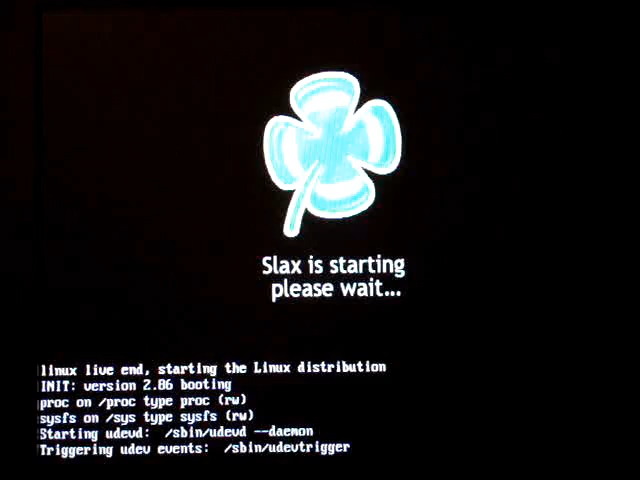 Slax is starting
please wait...
linux live end, starting the Linux distribution
INIT: version 2.86 booting
proc on /proc type proc (rw)
sysfs on /sys type sysfs (rw)
Starting udevd:  /sbin/udevd --daemon
Triggering udev events:  /sbin/udevtrigger